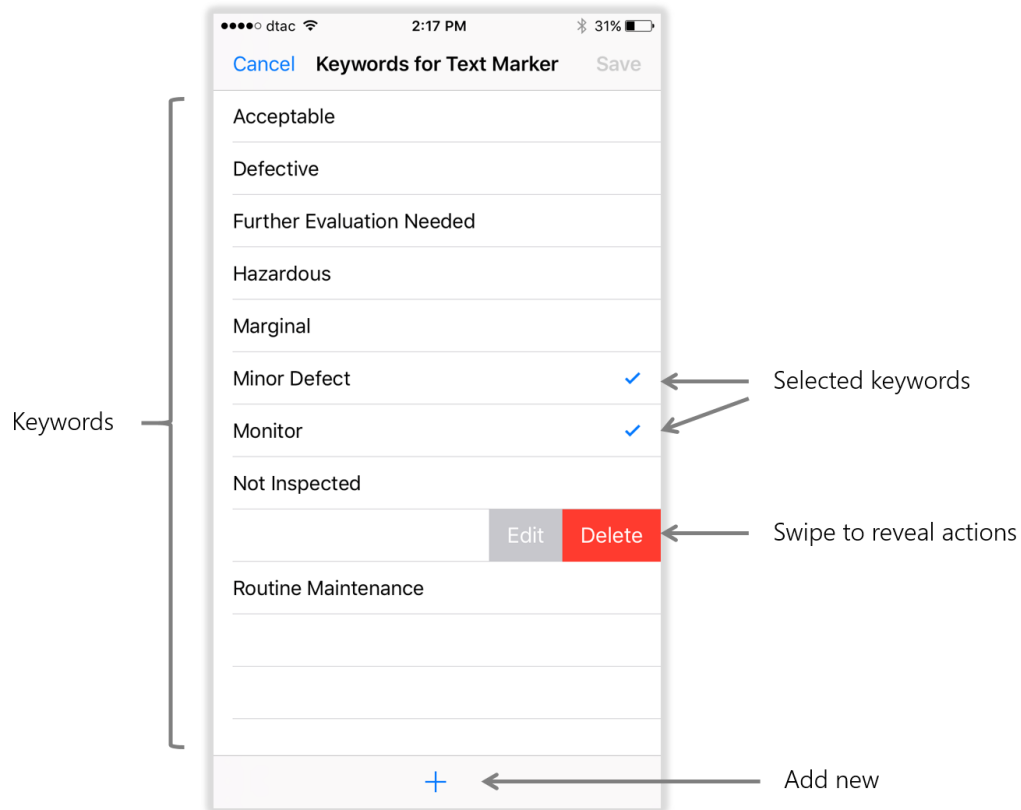 dtac 2:17 PM 31%
Cancel Keywords for Text Marker Save
Acceptable
Defective
Further Evaluation Needed
Hazardous
Marginal
Minor Defect
Selected keywords
Keywords
Monitor
Not Inspected
Edit Delete
Swipe to reveal actions
Routine Maintenance
+
Add new